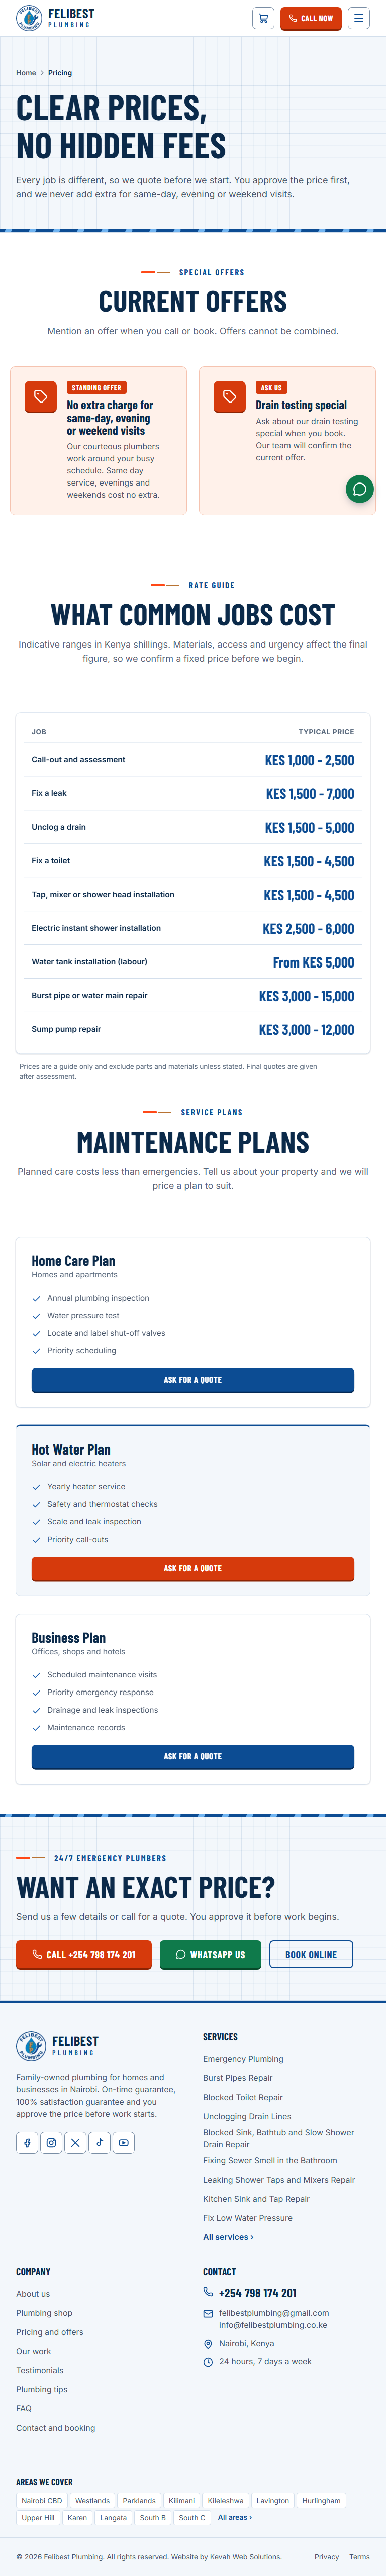 FELIBEST
PLUMBING
CALL NOW
Home > Pricing
CLEAR PRICES,
NO HIDDEN FEES
Every job is different, so we quote before we start. You approve the price first,
and we never add extra for same-day, evening or weekend visits.
SPECIAL OFFERS
CURRENT OFFERS
Mention an offer when you call or book. Offers cannot be combined.
STANDING OFFER
No extra charge for
same-day, evening
or weekend visits
Our courteous plumbers
work around your busy
schedule. Same day
service, evenings and
weekends cost no extra.
ASK US
Drain testing special
Ask about our drain testing
special when you book.
Our team will confirm the
current offer.
RATE GUIDE
WHAT COMMON JOBS COST
Indicative ranges in Kenya shillings. Materials, access and urgency affect the final
figure, so we confirm a fixed price before we begin.
JOB TYPICAL PRICE
Call-out and assessment KES 1,000 - 2,500
Fix a leak KES 1,500 - 7,000
Unclog a drain KES 1,500 - 5,000
Fix a toilet KES 1,500 - 4,500
Tap, mixer or shower head installation KES 1,500 - 4,500
Electric instant shower installation KES 2,500 - 6,000
Water tank installation (labour) From KES 5,000
Burst pipe or water main repair KES 3,000 - 15,000
Sump pump repair KES 3,000 - 12,000
Prices are a guide only and exclude parts and materials unless stated. Final quotes are given
after assessment.
SERVICE PLANS
MAINTENANCE PLANS
Planned care costs less than emergencies. Tell us about your property and we will
price a plan to suit.
Home Care Plan
Homes and apartments
Annual plumbing inspection
Water pressure test
Locate and label shut-off valves
Priority scheduling
ASK FOR A QUOTE
Hot Water Plan
Solar and electric heaters
Yearly heater service
Safety and thermostat checks
Scale and leak inspection
Priority call-outs
ASK FOR A QUOTE
Business Plan
Offices, shops and hotels
Scheduled maintenance visits
Priority emergency response
Drainage and leak inspections
Maintenance records
ASK FOR A QUOTE
24/7 EMERGENCY PLUMBERS
WANT AN EXACT PRICE?
Send us a few details or call for a quote. You approve it before work begins.
CALL +254 798 174 201
WHATSAPP US
BOOK ONLINE
FELIBEST
PLUMBING
Family-owned plumbing for homes and
businesses in Nairobi. On-time guarantee,
100% satisfaction guarantee and you
approve the price before work starts.
SERVICES
Emergency Plumbing
Burst Pipes Repair
Blocked Toilet Repair
Unclogging Drain Lines
Blocked Sink, Bathtub and Slow Shower
Drain Repair
Fixing Sewer Smell in the Bathroom
Leaking Shower Taps and Mixers Repair
Kitchen Sink and Tap Repair
Fix Low Water Pressure
All services ›
COMPANY
About us
Plumbing shop
Pricing and offers
Our work
Testimonials
Plumbing tips
FAQ
Contact and booking
CONTACT
+254 798 174 201
felibestplumbing@gmail.com
info@felibestplumbing.co.ke
Nairobi, Kenya
24 hours, 7 days a week
AREAS WE COVER
Nairobi CBD Westlands Parklands Kilimani Kileleshwa Lavington Hurlingham
Upper Hill Karen Langata South B South C All areas ›
© 2026 Felibest Plumbing. All rights reserved. Website by Kevah Web Solutions. Privacy Terms